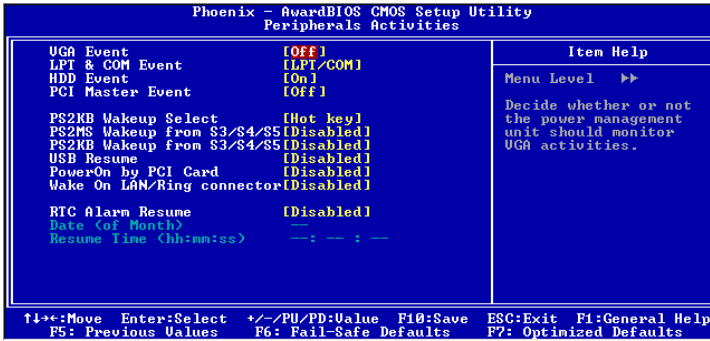 Phoenix - AwardBIOS CMOS Setup Utility
Peripherals Activities
VGA Event [Off]
LPT & COM Event [LPT/COM]
HDD Event [On]
PCI Master Event [Off]
PS2KB Wakeup Select [Hot key]
PS2MS Wakeup from S3/S4/S5[Disabled]
PS2KB Wakeup from S3/S4/S5[Disabled]
USB Resume [Disabled]
PowerOn by PCI Card [Disabled]
Wake On LAN/Ring connector[Disabled]
RTC Alarm Resume [Disabled]
Date (of Month) --
Resume Time (hh:mm:ss) --: -- : --
Item Help
Menu Level ►►
Decide whether or not
the power management
unit should monitor
VGA activities.
↑↓→←:Move Enter:Select +/-/PU/PD:Value F10:Save ESC:Exit F1:General Help
F5: Previous Values F6: Fail-Safe Defaults F7: Optimized Defaults